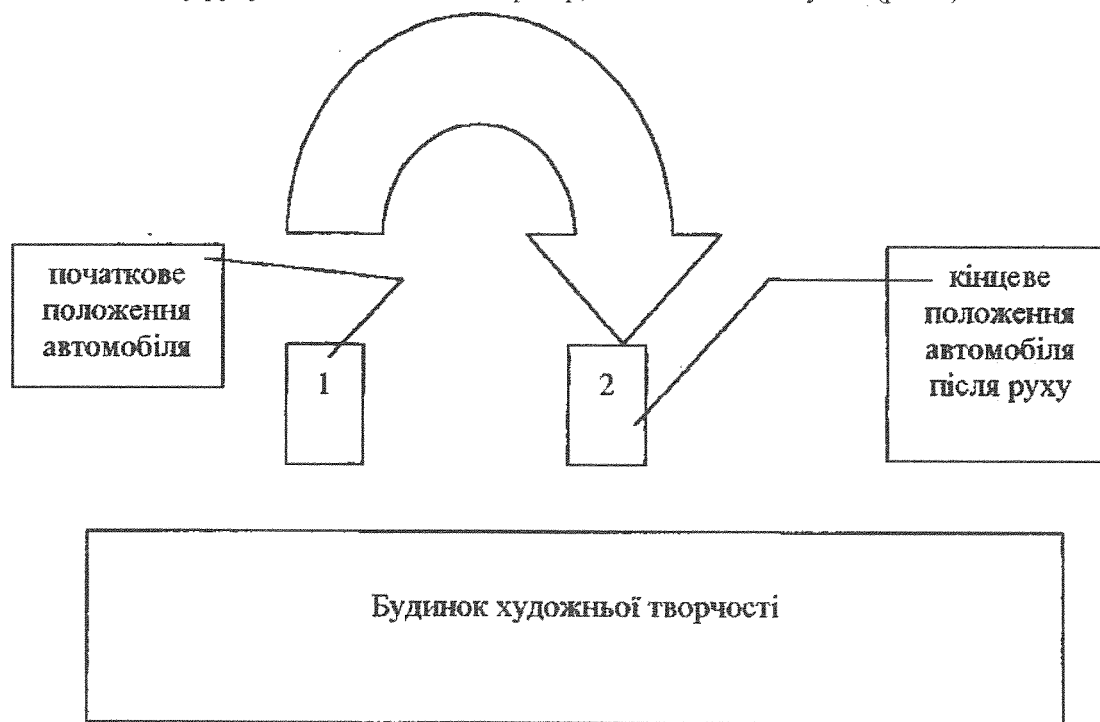 початкове
положення
автомобіля
1
2
кінцеве
положення
автомобіля
після руху
Будинок художньої творчості